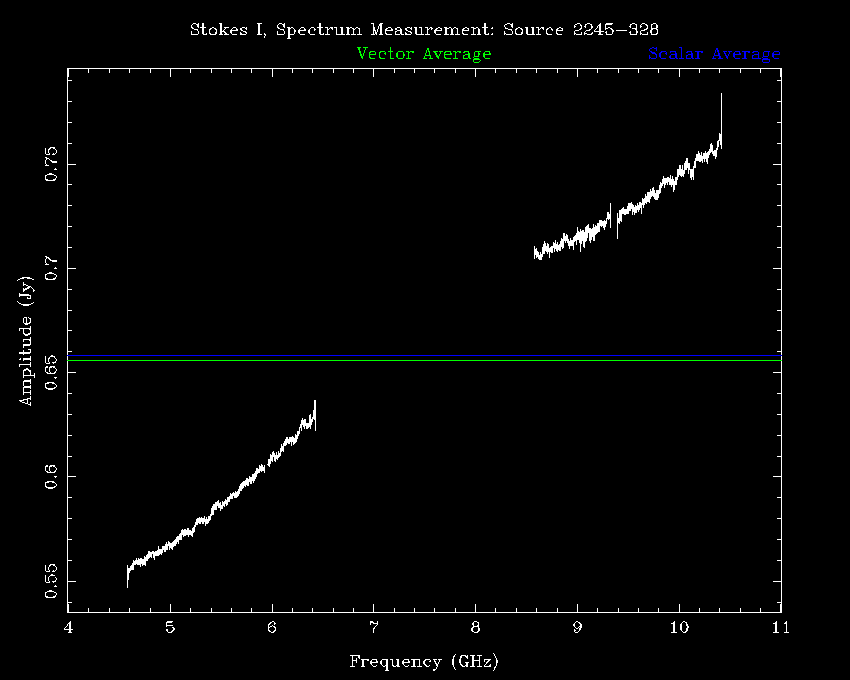 Stokes I, Spectrum Measurement: Source 2245−328
Vector Average Scalar Average
0.75
0.7
0.65
0.6
0.55
Amplitude (Jy)
4 5 6 7 8 9 10 11
Frequency (GHz)